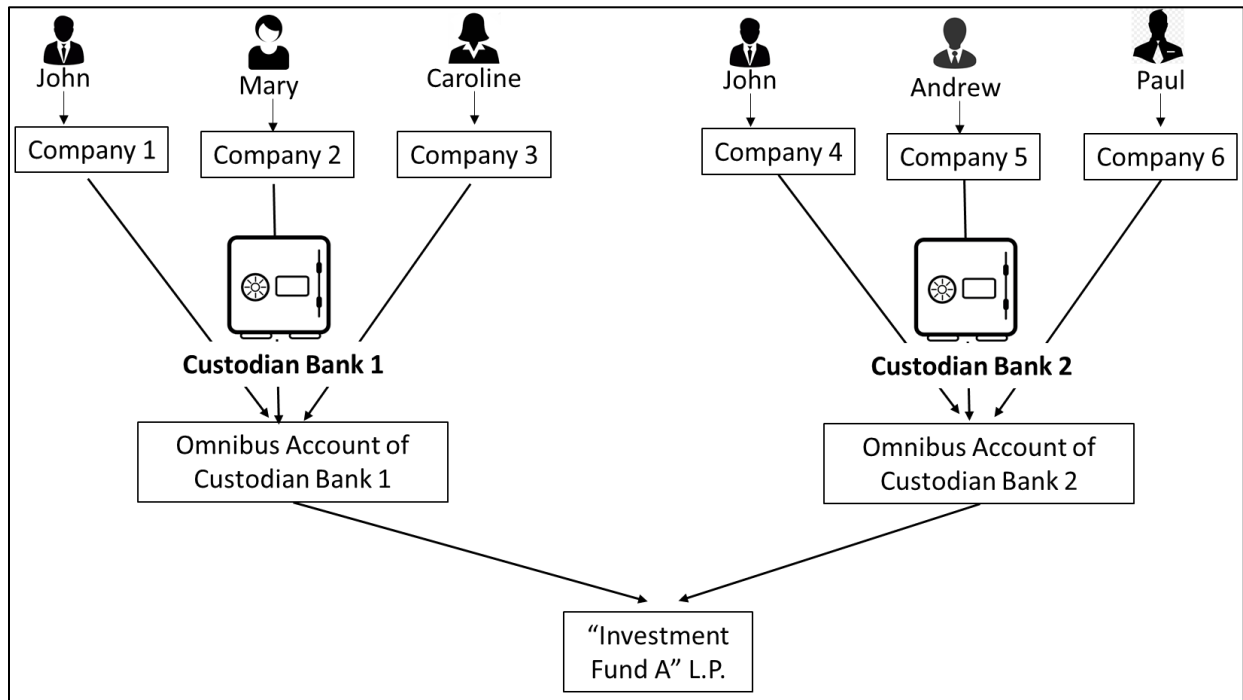 John
Mary
Caroline
John
Andrew
Paul
Company 1
Company 2
Company 3
Company 4
Company 5
Company 6
Custodian Bank 1
Custodian Bank 2
Omnibus Account of
Custodian Bank 1
Omnibus Account of
Custodian Bank 2
“Investment
Fund A” L.P.